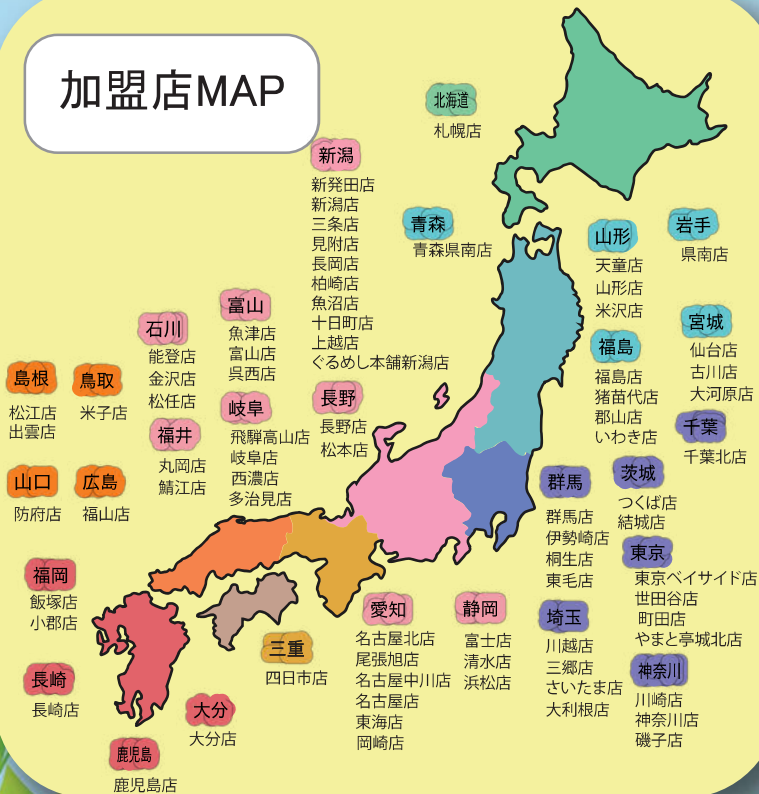 加盟店MAP
北海道
札幌店
新潟
新発田店
新潟店
三条店
見附店
長岡店
柏崎店
魚沼店
十日町店
上越店
ぐるめし本舗新潟店
青森
青森県南店
山形
天童店
山形店
米沢店
岩手
県南店
宮城
仙台店
古川店
大河原店
福島
福島店
猪苗代店
郡山店
いわき店
富山
魚津店
富山店
呉西店
石川
能登店
金沢店
松任店
島根
松江店
出雲店
鳥取
米子店
福井
丸岡店
鯖江店
岐阜
飛騨高山店
岐阜店
西濃店
多治見店
長野
長野店
松本店
山口
防府店
広島
福山店
千葉
千葉北店
群馬
群馬店
伊勢崎店
桐生店
東毛店
茨城
つくば店
結城店
東京
東京ベイサイド店
世田谷店
町田店
やまと亭城北店
埼玉
川越店
三郷店
さいたま店
大利根店
神奈川
川崎店
神奈川店
磯子店
福岡
飯塚店
小郡店
長崎
長崎店
大分
大分店
鹿児島
鹿児島店
三重
四日市店
愛知
名古屋北店
尾張旭店
名古屋中川店
名古屋店
東海店
岡崎店
静岡
富士店
清水店
浜松店